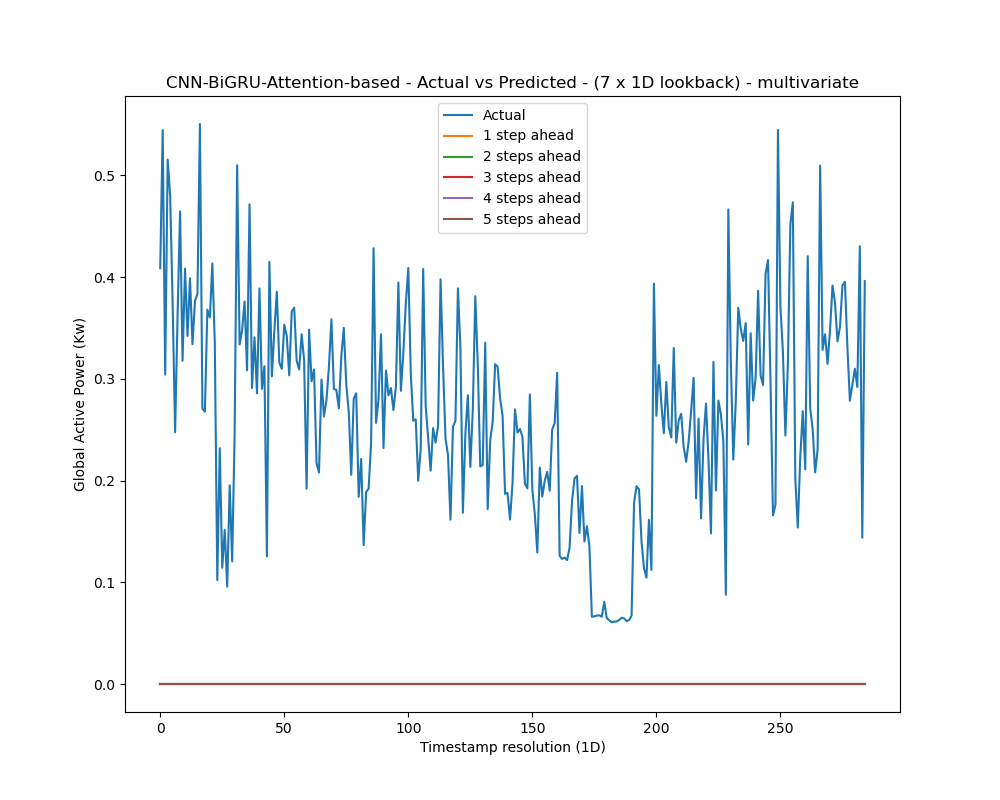 CNN-BiGRU-Attention-based - Actual vs Predicted - (7 x 1D lookback) - multivariate
Actual
1 step ahead
2 steps ahead
3 steps ahead
4 steps ahead
5 steps ahead
Global Active Power (Kw)
0.5
0.4
0.3
0.2
0.1
0.0
0
50
100
150
200
250
Timestamp resolution (1D)